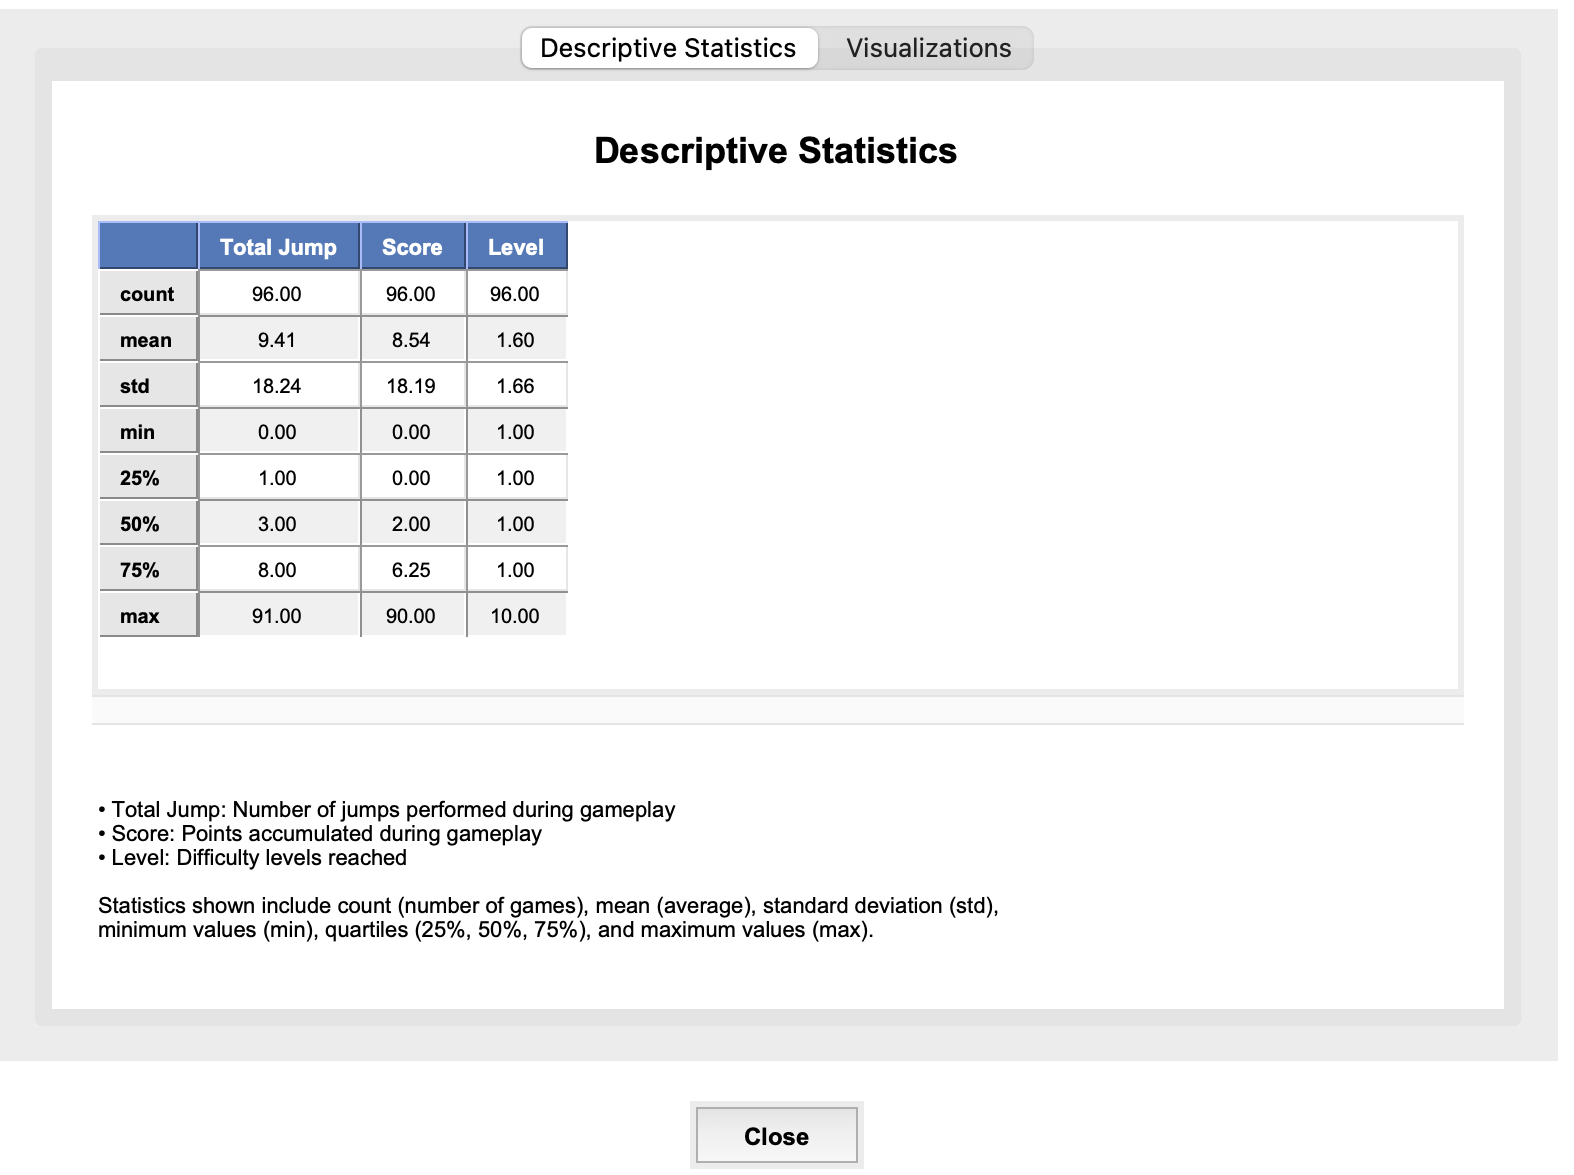 Descriptive Statistics Visualizations
Descriptive Statistics
Total Jump Score Level
count 96.00 96.00 96.00
mean 9.41 8.54 1.60
std 18.24 18.19 1.66
min 0.00 0.00 1.00
25% 1.00 0.00 1.00
50% 3.00 2.00 1.00
75% 8.00 6.25 1.00
max 91.00 90.00 10.00
• Total Jump: Number of jumps performed during gameplay
• Score: Points accumulated during gameplay
• Level: Difficulty levels reached
Statistics shown include count (number of games), mean (average), standard deviation (std),
minimum values (min), quartiles (25%, 50%, 75%), and maximum values (max).
Close